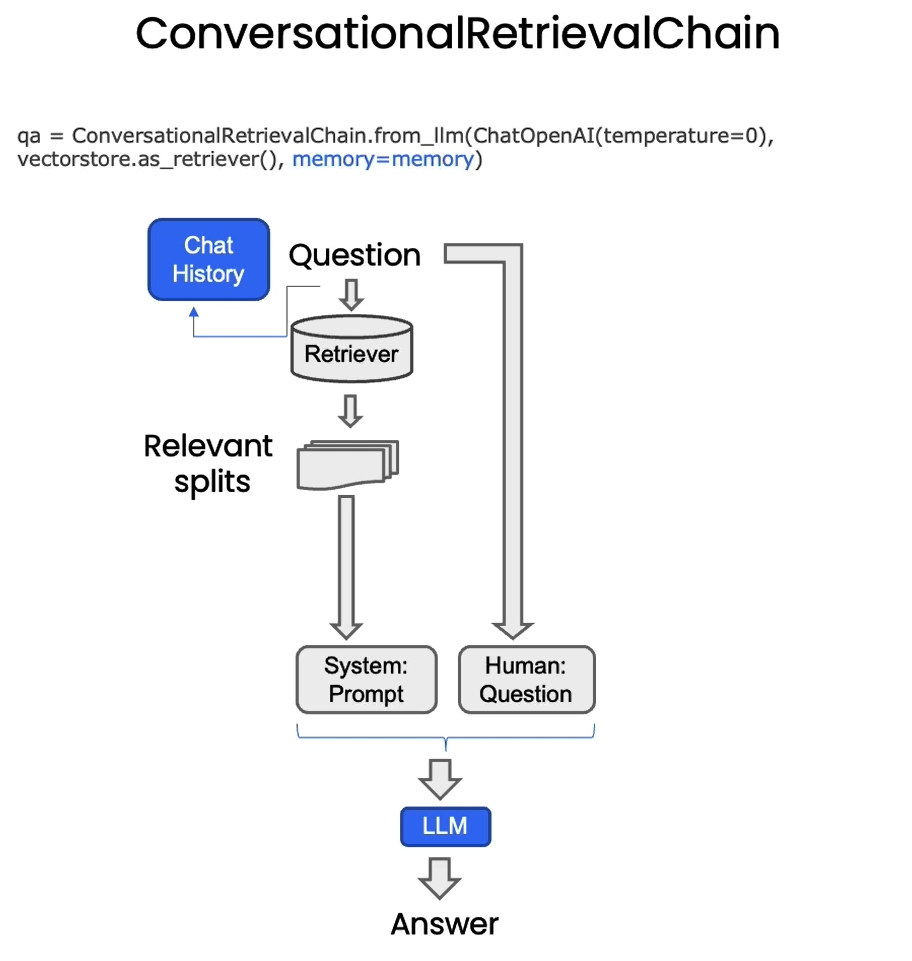 ConversationalRetrievalChain
qa = ConversationalRetrievalChain.from_llm(ChatOpenAI(temperature=0),
vectorstore.as_retriever(), memory=memory)
Chat
History
Question
Retriever
Relevant
splits
System:
Prompt
Human:
Question
LLM
Answer